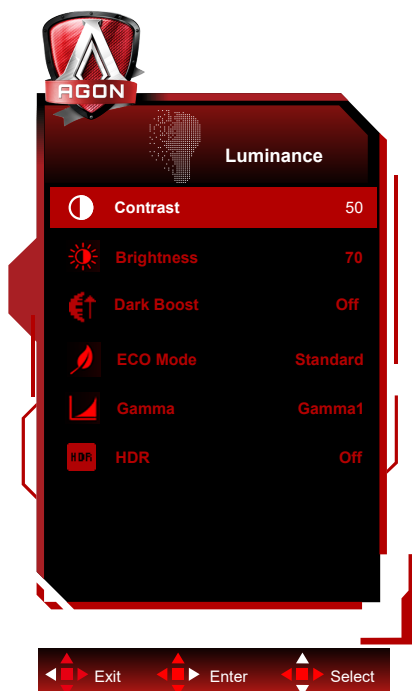 AGON
Luminance
Contrast 50
Brightness 70
Dark Boost Off
ECO Mode Standard
Gamma Gamma1
HDR HDR Off
Exit Enter Select